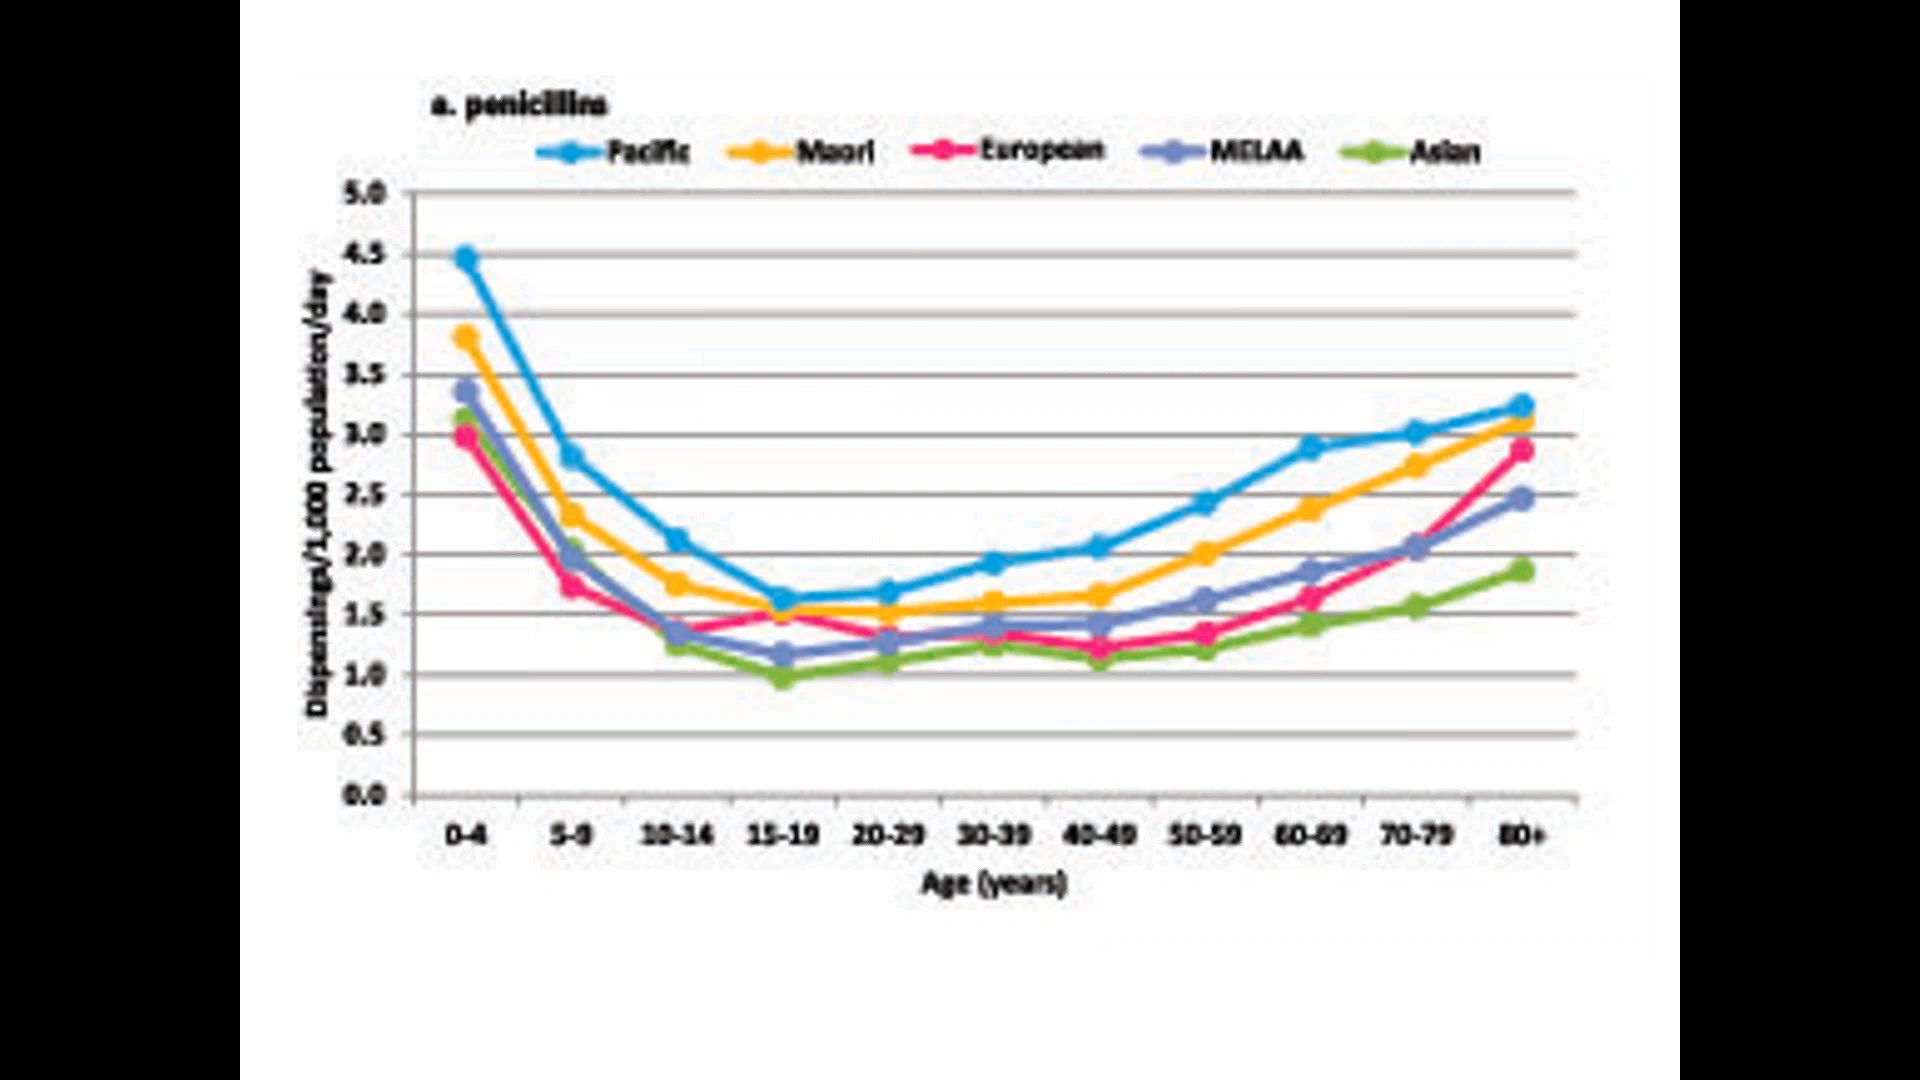 a. penicillins
Pacific Maori European MELAA Asian
5.0
4.5
4.0
3.5
3.0
2.5
2.0
1.5
1.0
0.5
0.0
Dispensings/1,000 population/day
0-4 5-9 10-14 15-19 20-29 30-39 40-49 50-59 60-69 70-79 80+
Age (years)